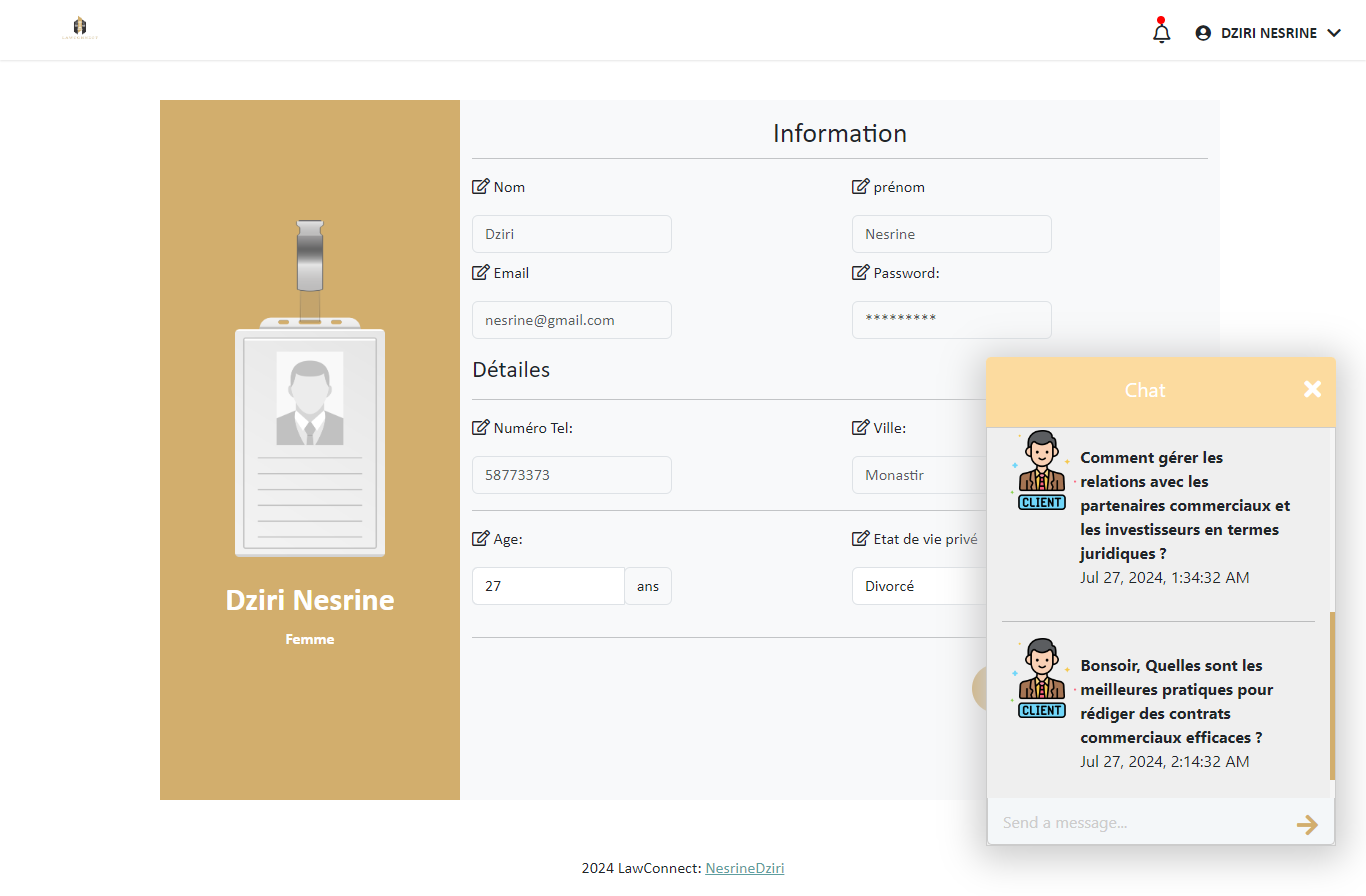 DZIRI NESRINE
Information
Nom
prénom
Dziri
Nesrine
Email
Password:
nesrine@gmail.com
*********
Détailes
Numéro Tel:
Ville:
58773373
Monastir
Age:
Etat de vie privé
27
ans
Divorcé
Dziri Nesrine
Femme
Chat
Comment gérer les
relations avec les
partenaires commerciaux et
les investisseurs en termes
juridiques ?
Jul 27, 2024, 1:34:32 AM
CLIENT
Bonsoir, Quelles sont les
meilleures pratiques pour
rédiger des contrats
commerciaux efficaces ?
Jul 27, 2024, 2:14:32 AM
CLIENT
Send a message...
2024 LawConnect: NesrineDziri